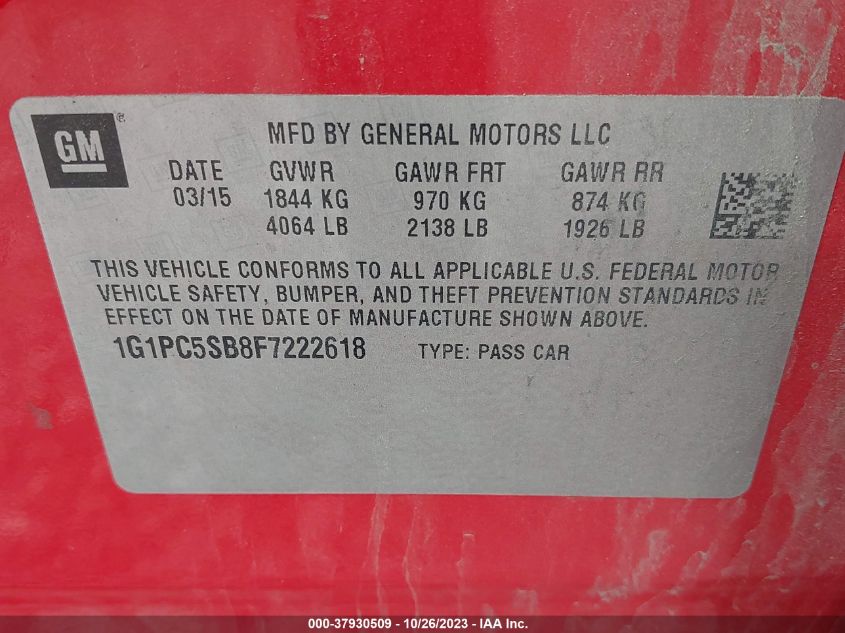 GM
MFD BY GENERAL MOTORS LLC
DATE GVWR GAWR FRT GAWR RR
03/15 1844 KG 970 KG 874 KG
4064 LB 2138 LB 1926 LB
THIS VEHICLE CONFORMS TO ALL APPLICABLE U.S. FEDERAL MOTOR
VEHICLE SAFETY, BUMPER, AND THEFT PREVENTION STANDARDS IN
EFFECT ON THE DATE OF MANUFACTURE SHOWN ABOVE.
1G1PC5SB8F7222618 TYPE: PASS CAR
000-37930509 - 10/26/2023 - IAA Inc.